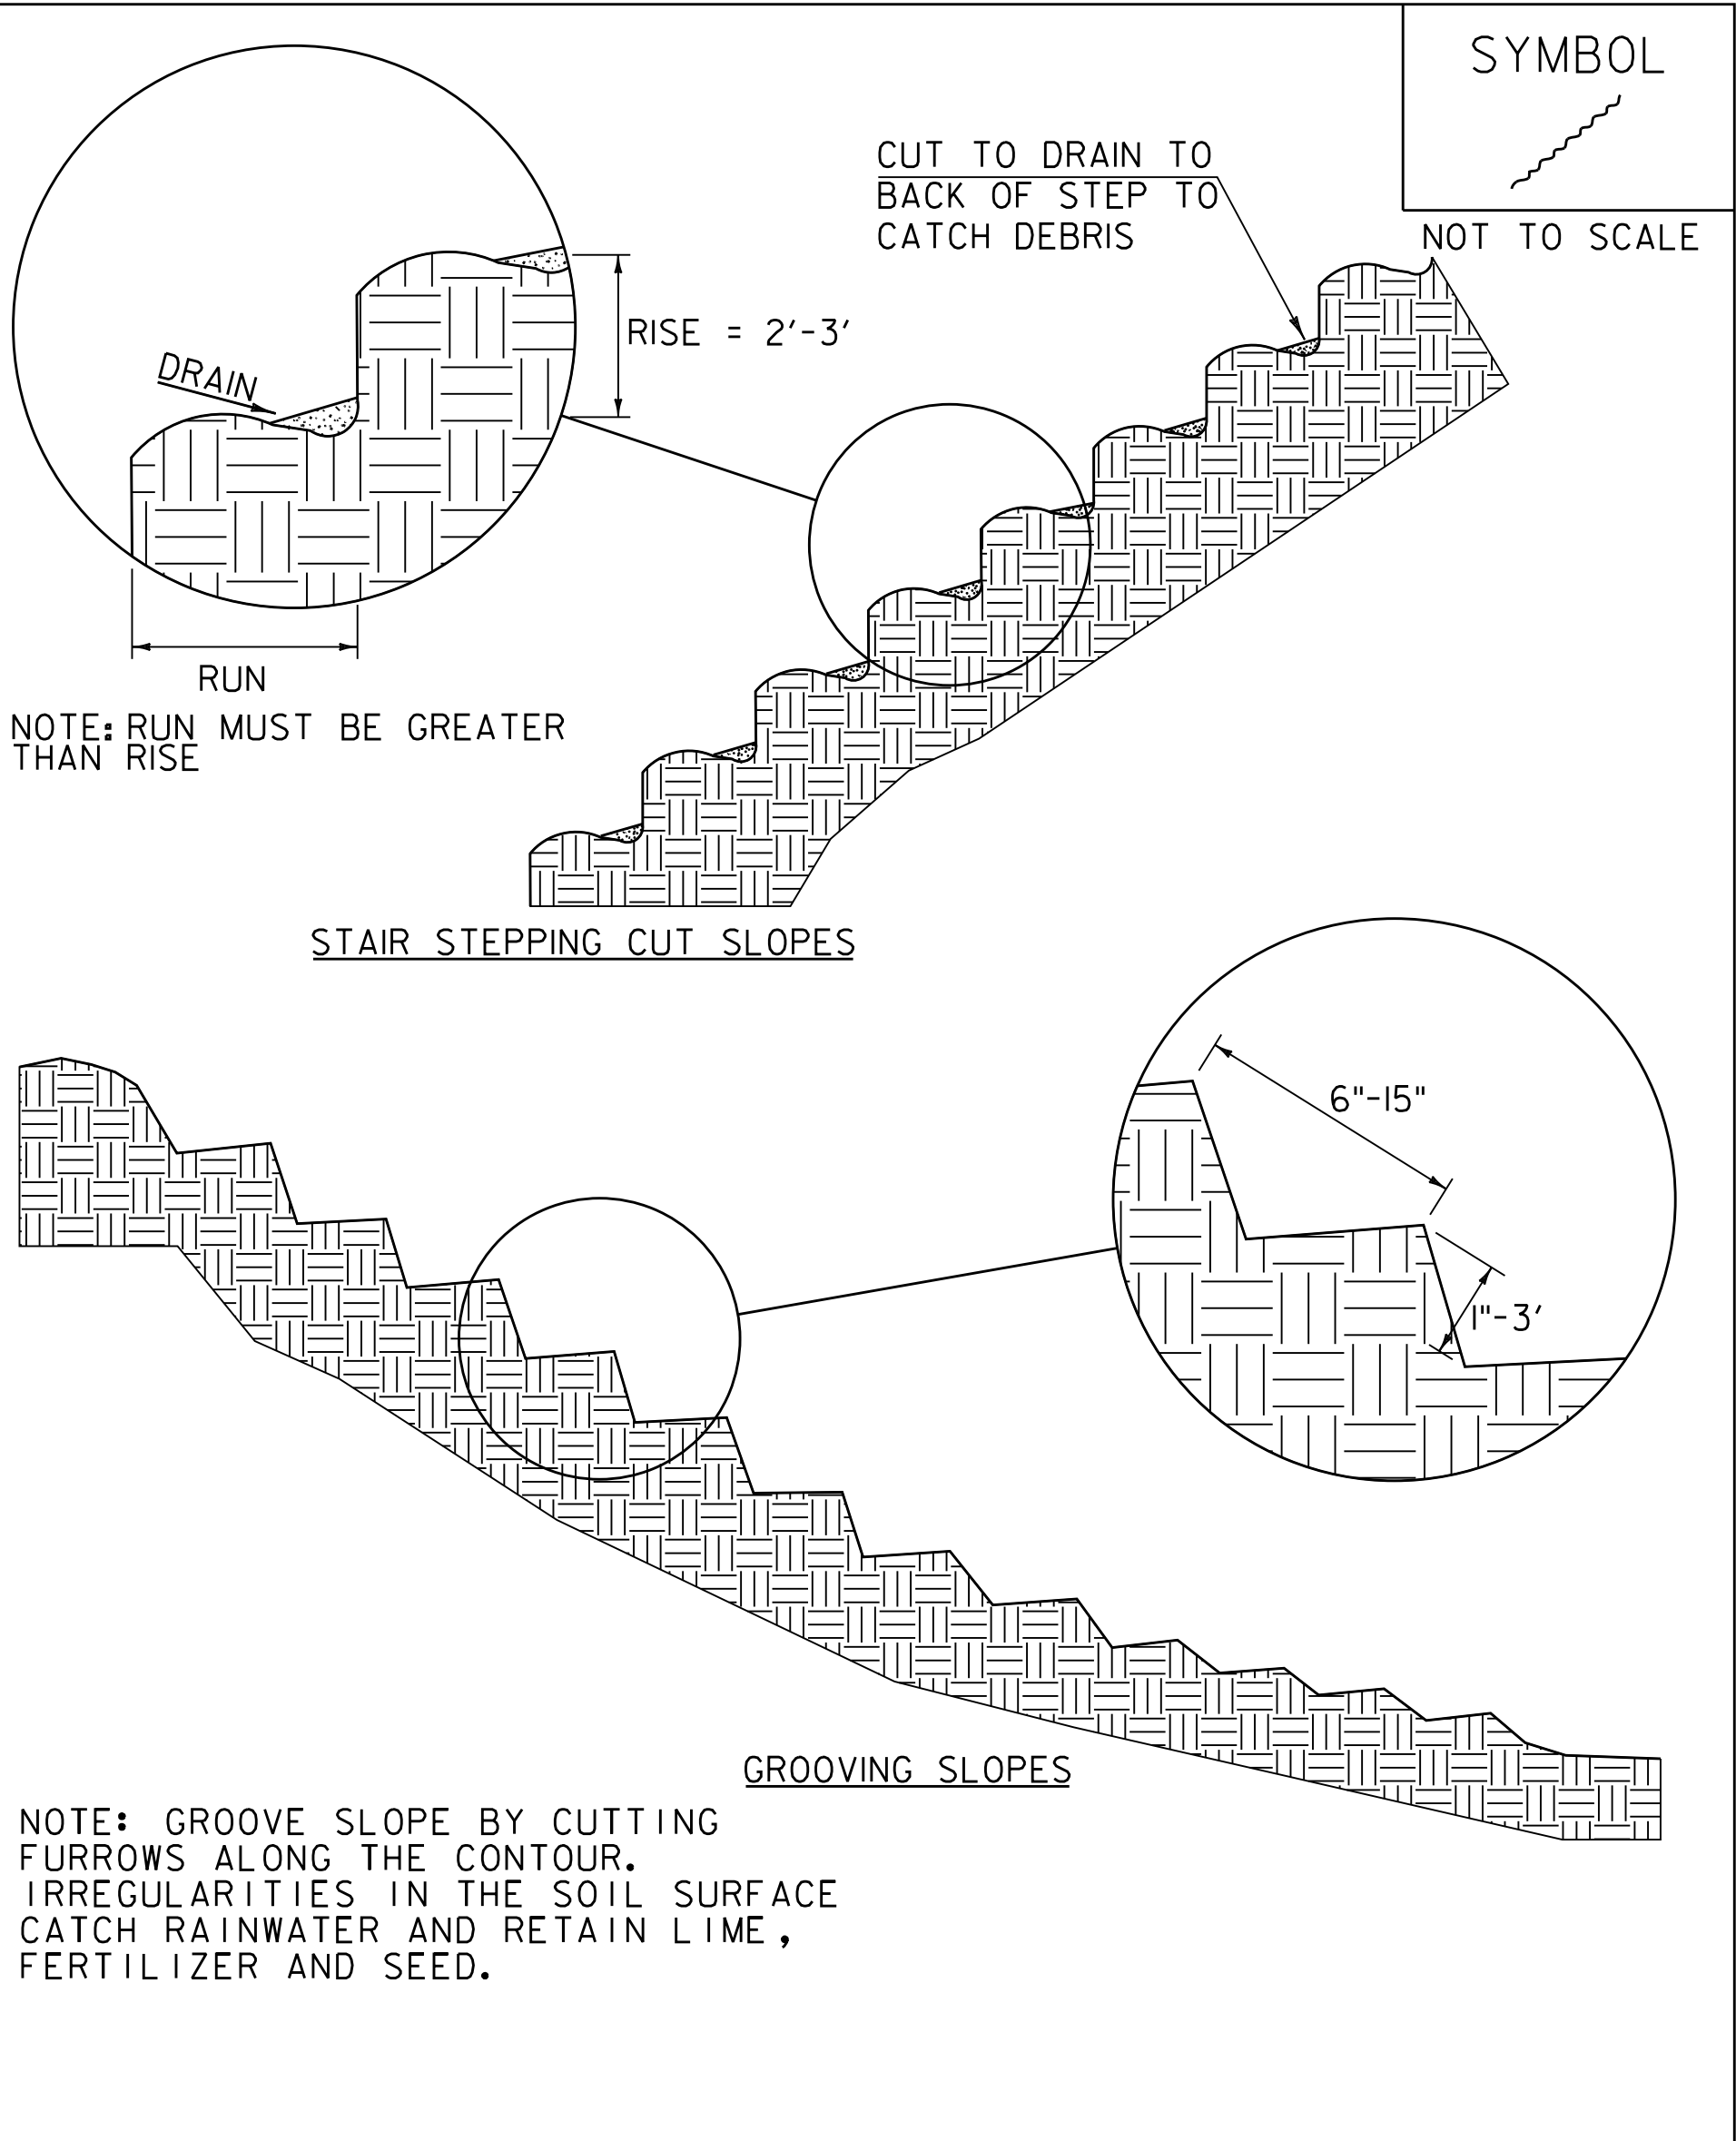 SYMBOL
NOT TO SCALE
CUT TO DRAIN TO
BACK OF STEP TO
CATCH DEBRIS
RISE = 2'-3'
DRAIN
RUN
NOTE: RUN MUST BE GREATER
THAN RISE
STAIR STEPPING CUT SLOPES
6"-15"
1"-3'
GROOVING SLOPES
NOTE: GROOVE SLOPE BY CUTTING
FURROWS ALONG THE CONTOUR.
IRREGULARITIES IN THE SOIL SURFACE
CATCH RAINWATER AND RETAIN LIME,
FERTILIZER AND SEED.